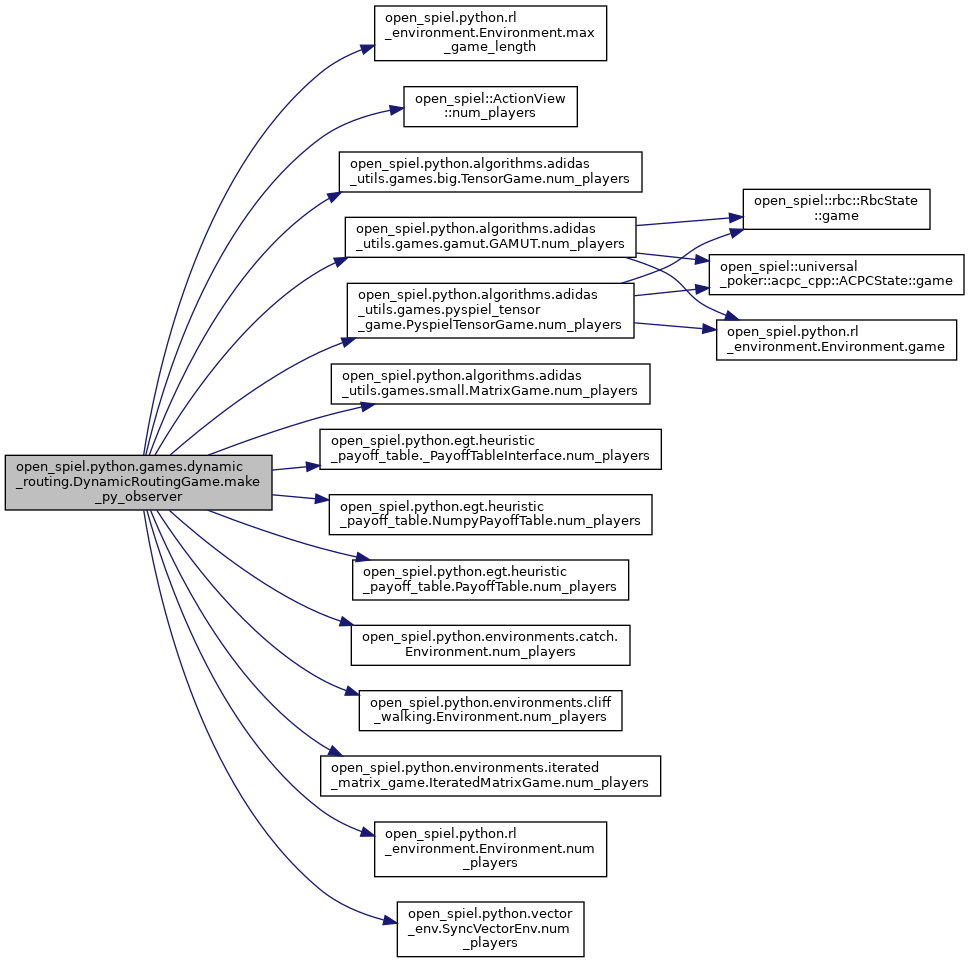 open_spiel.python.rl
_environment.Environment.max
_game_length
open_spiel::ActionView
::num_players
open_spiel.python.algorithms.adidas
_utils.games.big.TensorGame.num_players
open_spiel.python.algorithms.adidas
_utils.games.gamut.GAMUT.num_players
open_spiel::rbc::RbcState
::game
open_spiel::universal
_poker::acpc_cpp::ACPCState::game
open_spiel.python.rl
_environment.Environment.game
open_spiel.python.algorithms.adidas
_utils.games.pyspiel_tensor
_game.PyspielTensorGame.num_players
open_spiel.python.algorithms.adidas
_utils.games.small.MatrixGame.num_players
open_spiel.python.egt.heuristic
_payoff_table._PayoffTableInterface.num_players
open_spiel.python.games.dynamic
_routing.DynamicRoutingGame.make
_py_observer
open_spiel.python.egt.heuristic
_payoff_table.NumpyPayoffTable.num_players
open_spiel.python.egt.heuristic
_payoff_table.PayoffTable.num_players
open_spiel.python.environments.catch.
Environment.num_players
open_spiel.python.environments.cliff
_walking.Environment.num_players
open_spiel.python.environments.iterated
_matrix_game.IteratedMatrixGame.num_players
open_spiel.python.rl
_environment.Environment.num
_players
open_spiel.python.vector
_env.SyncVectorEnv.num
_players